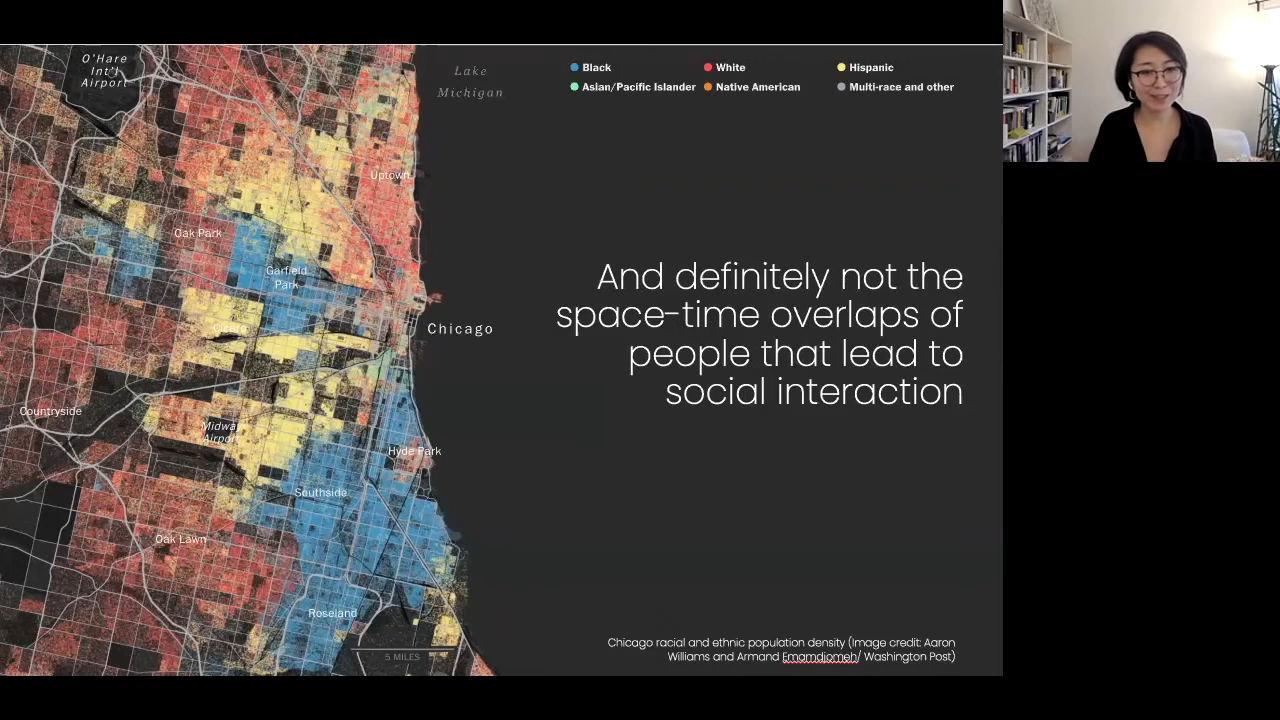 O'Hare
Int'l
Airport
Lake
Michigan
Black
White
Hispanic
Asian/Pacific Islander
Native American
Multi-race and other
Uptown
Oak Park
Garfield
Park
Cicero
Chicago
And definitely not the
space-time overlaps of
people that lead to
social interaction
Countryside
Midway
Airport
Hyde Park
Southside
Oak Lawn
Roseland
5 MILES
Chicago racial and ethnic population density (Image credit: Aaron
Williams and Armand Emamdjomeh/ Washington Post)